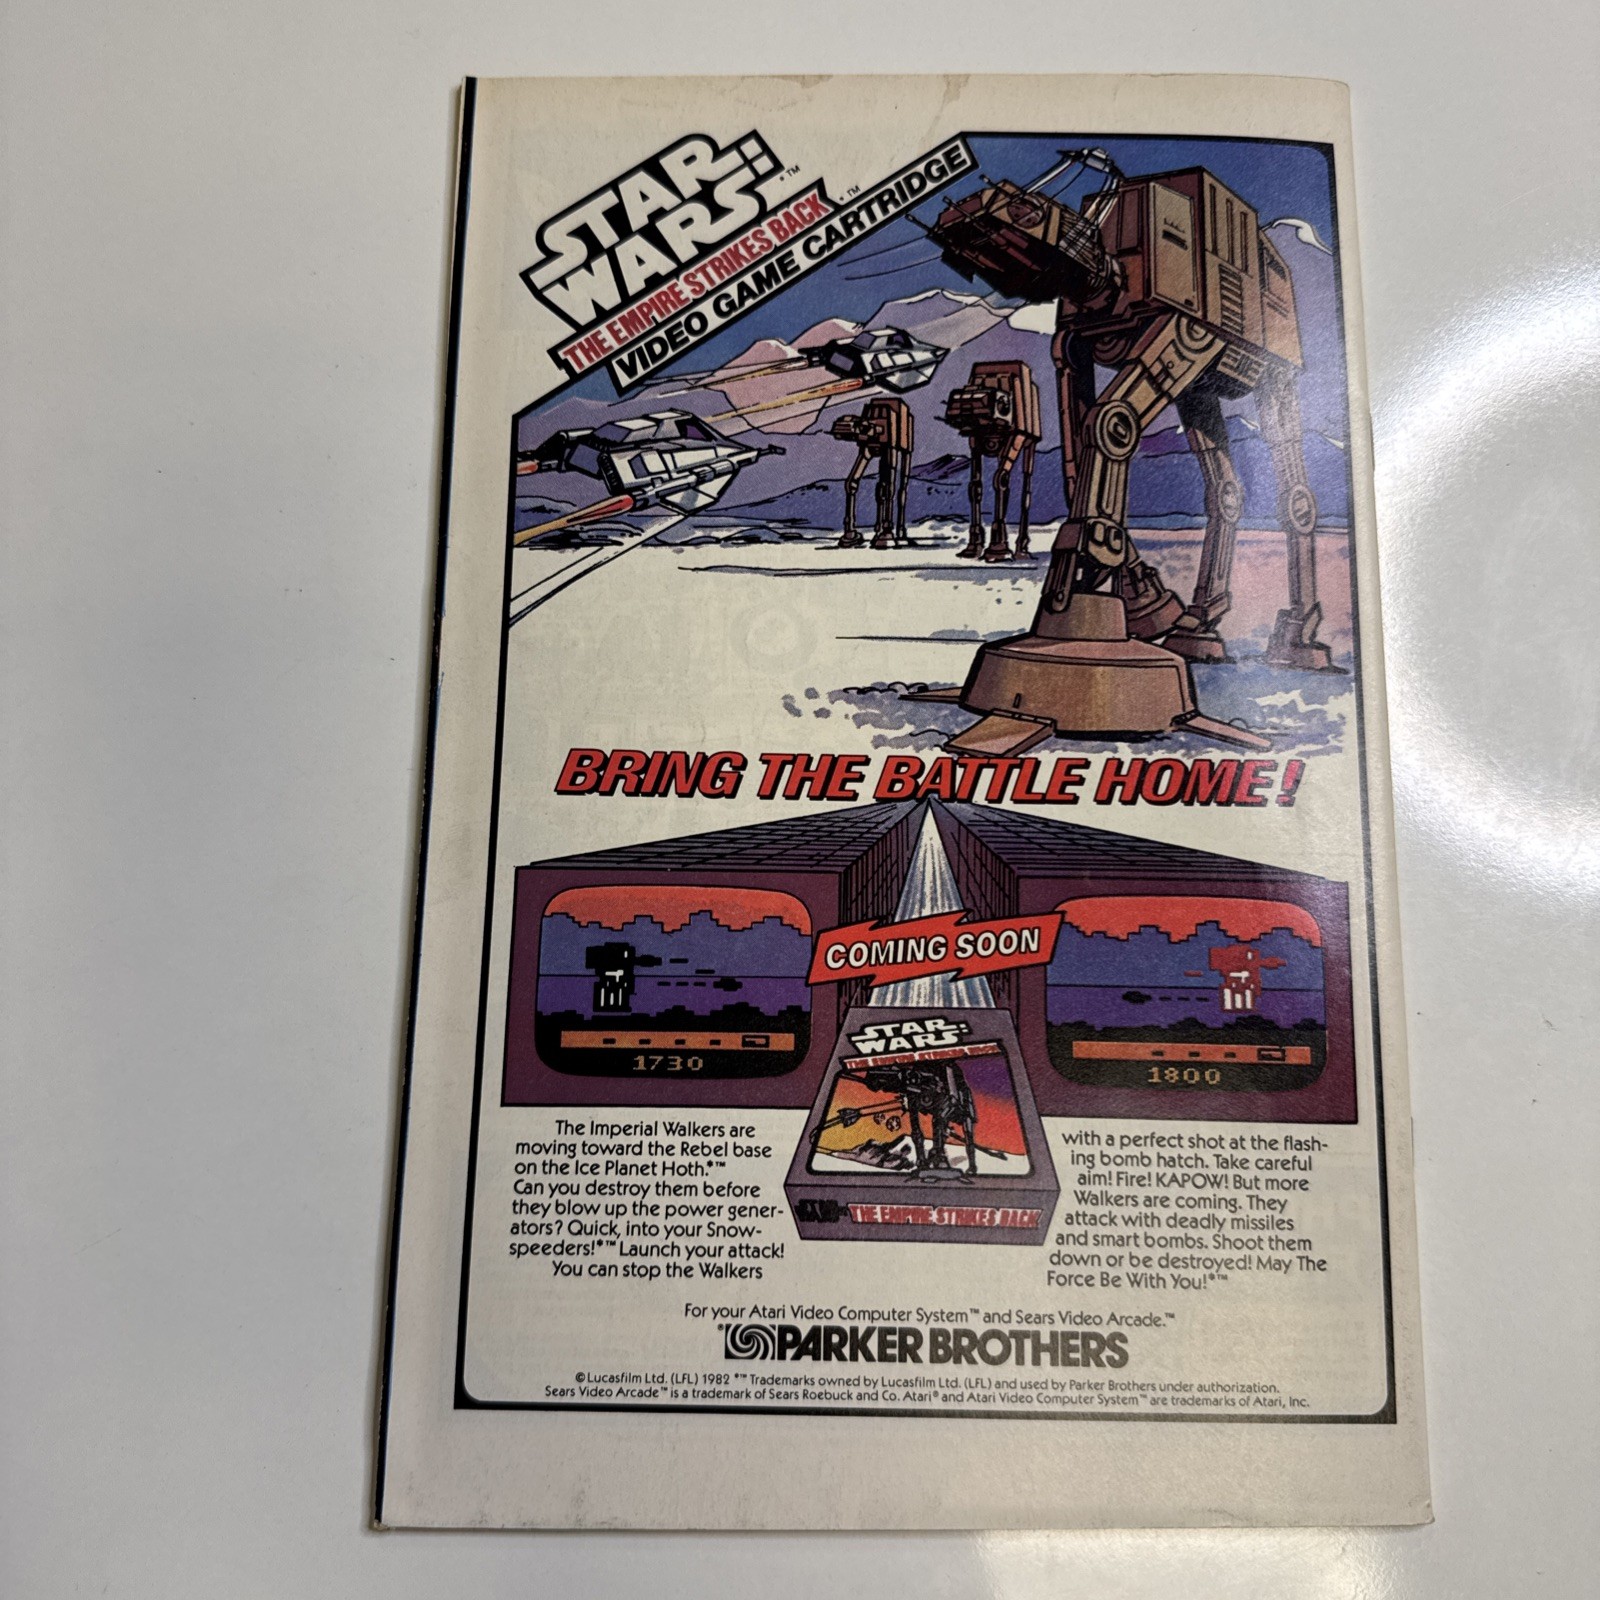 STAR
WARS:*™
THE EMPIRE STRIKES BACK*™
VIDEO GAME CARTRIDGE
BRING THE BATTLE HOME!
COMING SOON
1730
1800
STAR
WARS:
THE EMPIRE STRIKES BACK
THE EMPIRE STRIKES BACK
The Imperial Walkers are
moving toward the Rebel base
on the Ice Planet Hoth.*™
Can you destroy them before
they blow up the power gener-
ators? Quick, into your Snow-
speeders!*™ Launch your attack!
You can stop the Walkers
with a perfect shot at the flash-
ing bomb hatch. Take careful
aim! Fire! KAPOW! But more
Walkers are coming. They
attack with deadly missiles
and smart bombs. Shoot them
down or be destroyed! May The
Force Be With You!*™
For your Atari Video Computer System™ and Sears Video Arcade.™
PARKER BROTHERS
©Lucasfilm Ltd. (LFL) 1982 *™ Trademarks owned by Lucasfilm Ltd. (LFL) and used by Parker Brothers under authorization.
Sears Video Arcade™ is a trademark of Sears Roebuck and Co. Atari® and Atari Video Computer System™ are trademarks of Atari, Inc.